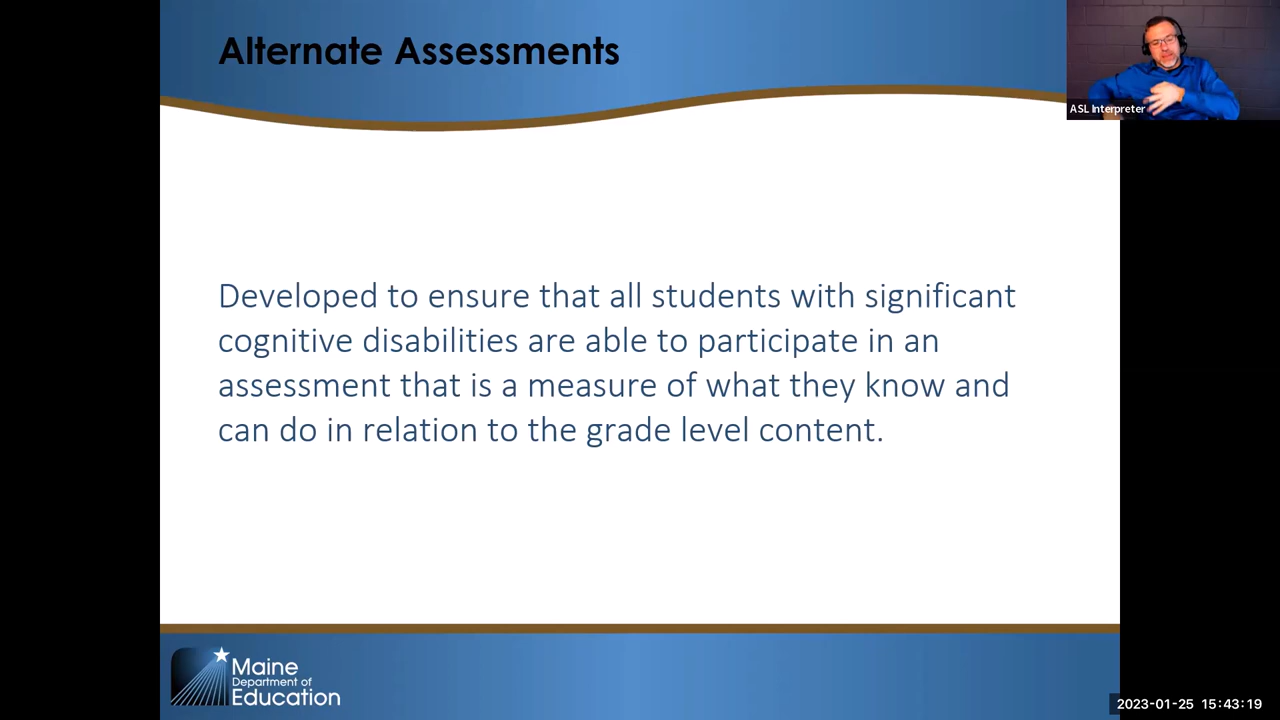 Alternate Assessments
ASL Interpreter
Developed to ensure that all students with significant
cognitive disabilities are able to participate in an
assessment that is a measure of what they know and
can do in relation to the grade level content.
Maine
Department of
Education
2023-01-25 15:43:19